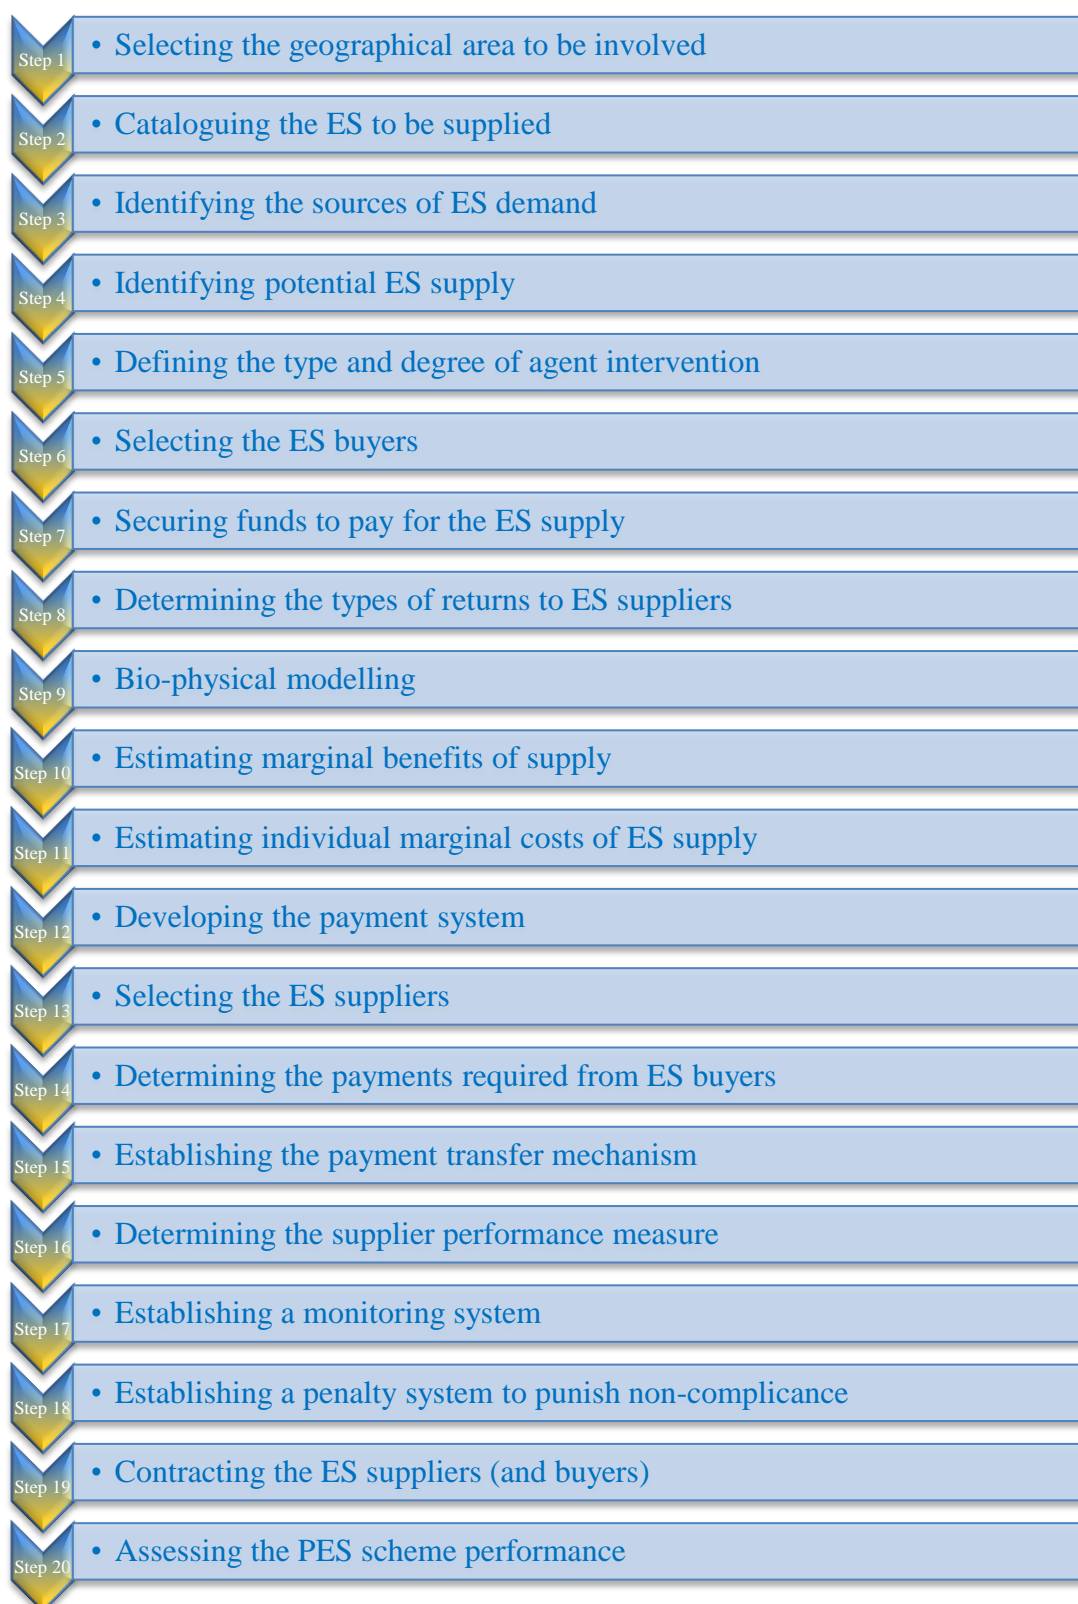 Step 1
• Selecting the geographical area to be involved
Step 2
• Cataloguing the ES to be supplied
Step 3
• Identifying the sources of ES demand
Step 4
• Identifying potential ES supply
Step 5
• Defining the type and degree of agent intervention
Step 6
• Selecting the ES buyers
Step 7
• Securing funds to pay for the ES supply
Step 8
• Determining the types of returns to ES suppliers
Step 9
• Bio-physical modelling
Step 10
• Estimating marginal benefits of supply
Step 11
• Estimating individual marginal costs of ES supply
Step 12
• Developing the payment system
Step 13
• Selecting the ES suppliers
Step 14
• Determining the payments required from ES buyers
Step 15
• Establishing the payment transfer mechanism
Step 16
• Determining the supplier performance measure
Step 17
• Establishing a monitoring system
Step 18
• Establishing a penalty system to punish non-complicance
Step 19
• Contracting the ES suppliers (and buyers)
Step 20
• Assessing the PES scheme performance